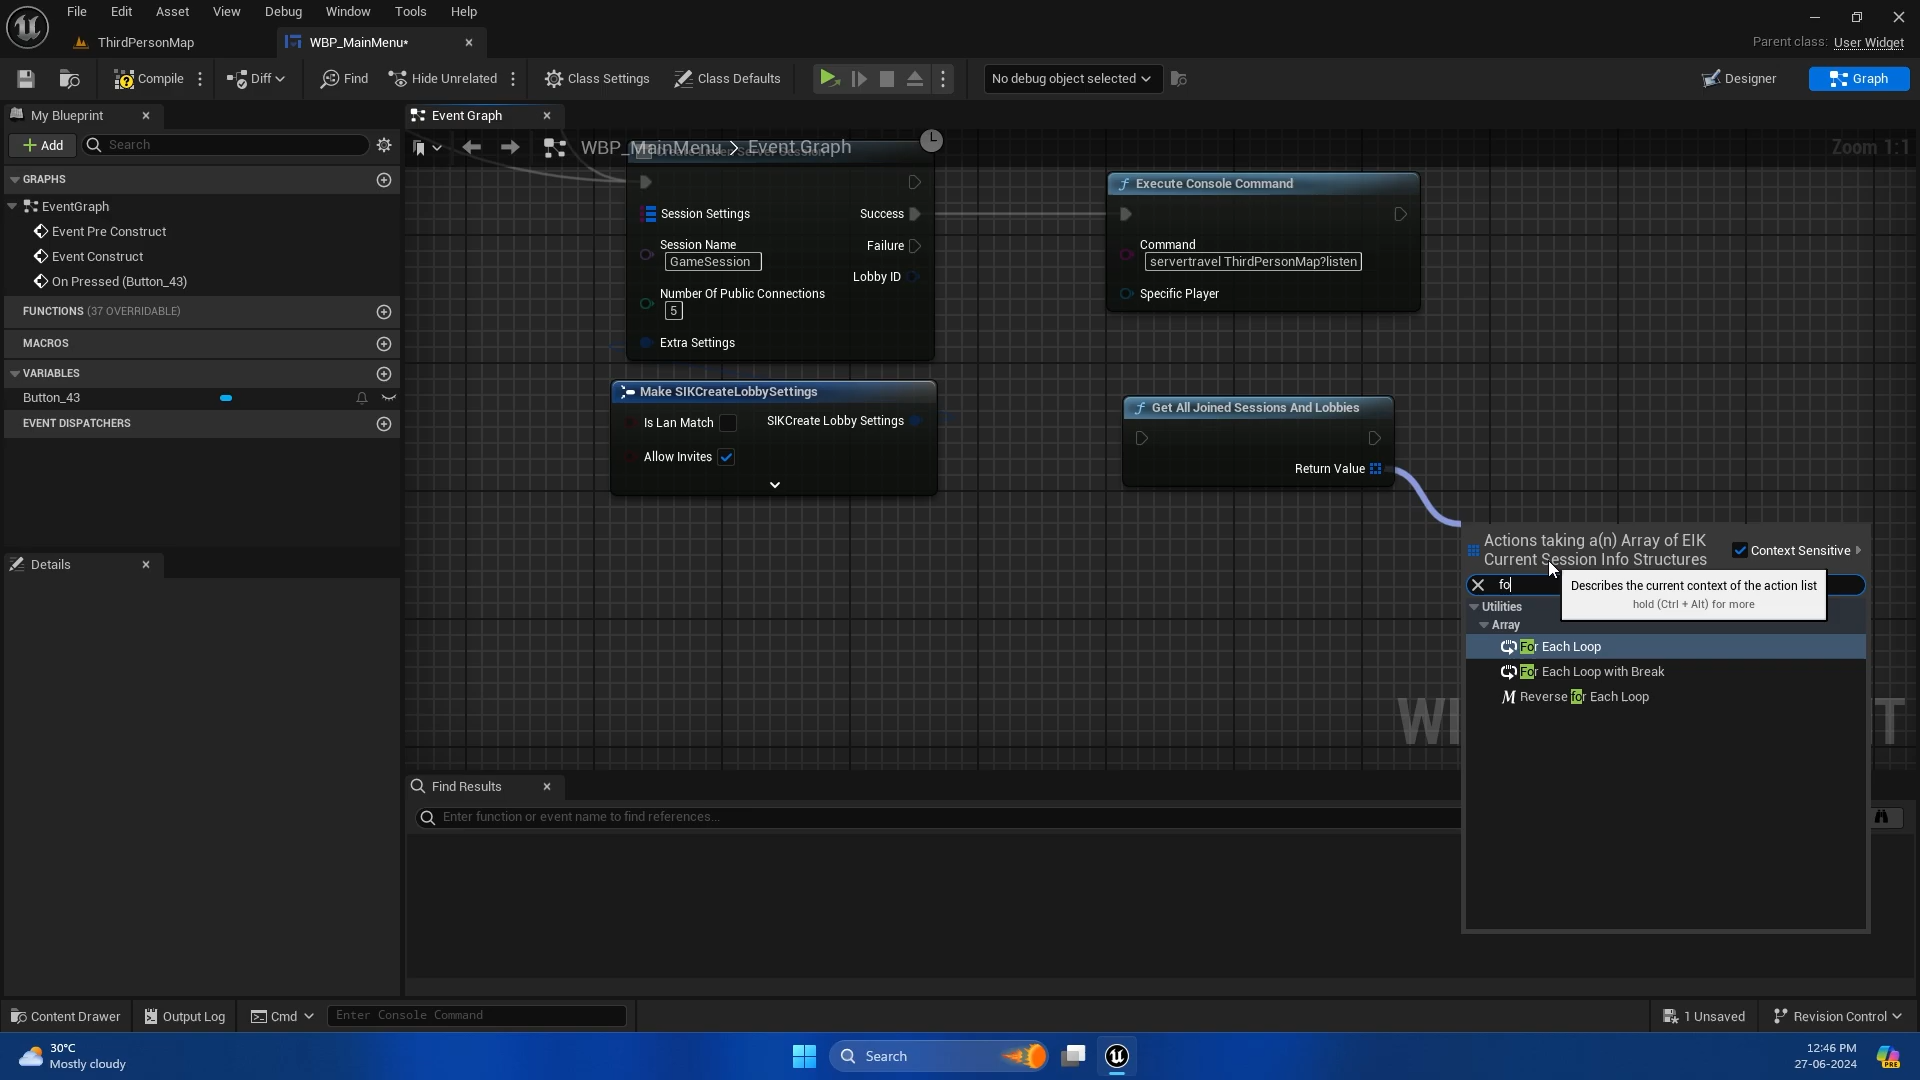 File Edit Asset View Debug Window Tools Help
ThirdPersonMap
WBP_MainMenu*
Parent class: User Widget
Compile
Diff
Find
Hide Unrelated
Class Settings
Class Defaults
No debug object selected
Designer
Graph
My Blueprint
Event Graph
Add
Search
WBP_MainMenu > Event Graph
Zoom 1:1
GRAPHS
EventGraph
Event Pre Construct
Event Construct
On Pressed (Button_43)
FUNCTIONS (37 OVERRIDABLE)
MACROS
VARIABLES
Button_43
EVENT DISPATCHERS
Details
Session Settings
Success
Session Name
GameSession
Failure
Lobby ID
Number Of Public Connections
5
Extra Settings
Execute Console Command
Command
servertravel ThirdPersonMap?listen
Specific Player
Make SIKCreateLobbySettings
Is Lan Match
SIKCreate Lobby Settings
Allow Invites
Get All Joined Sessions And Lobbies
Return Value
Actions taking a(n) Array of EIK
Current Session Info Structures
Context Sensitive
fo
Describes the current context of the action list
hold (Ctrl + Alt) for more
Utilities
Array
For Each Loop
For Each Loop with Break
Reverse for Each Loop
Find Results
Enter function or event name to find references...
Content Drawer
Output Log
Cmd
Enter Console Command
1 Unsaved
Revision Control
30°C
Mostly cloudy
Search
12:46 PM
27-06-2024
PRE